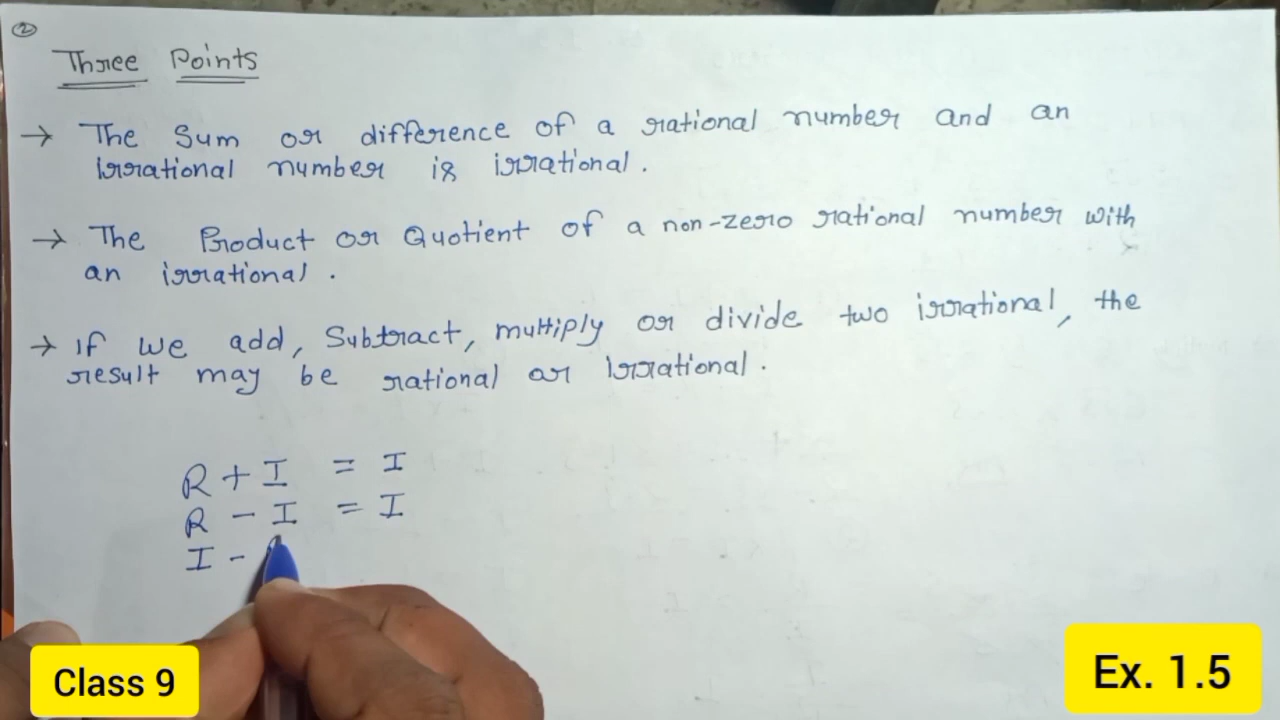 2
Three Points
→ The Sum or difference of a rational number and an
irrational number is irrational.
→ The Product or Quotient of a non-zero rational number with
an irrational.
→ If we add, Subtract, multiply or divide two irrational, the
result may be rational or Irrational.
R + I = I
R - I = I
I -
Class 9
Ex. 1.5